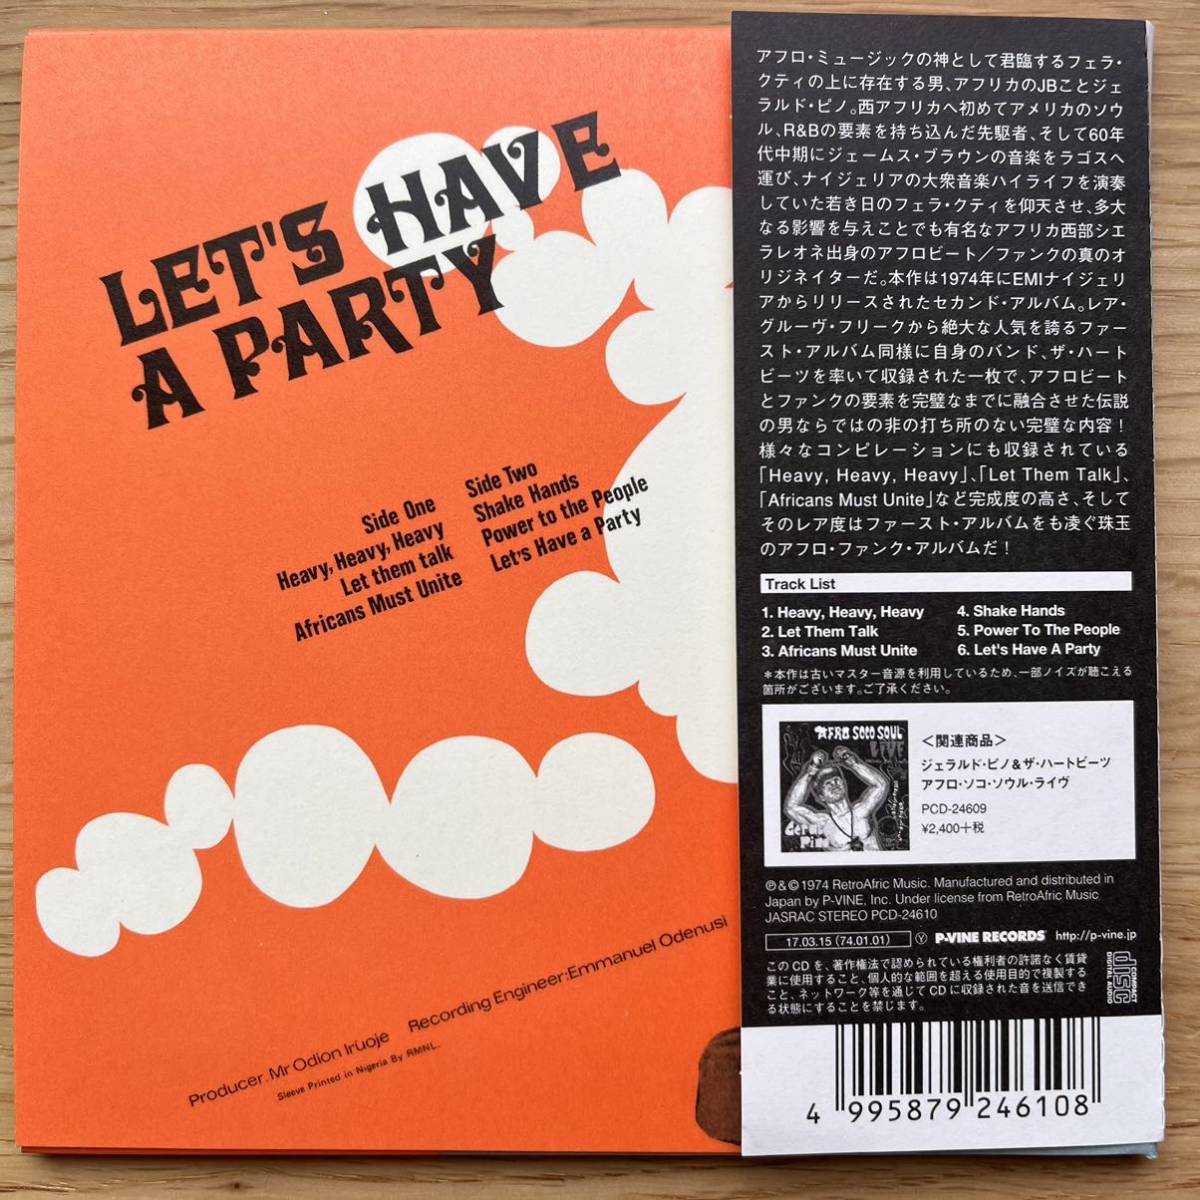 LET'S HAVE
A PARTY
Side One
Heavy, Heavy, Heavy
Let them talk
Africans Must Unite
Side Two
Shake Hands
Power to the People
Let's Have a Party
Producer. Mr Odion Iruoje
Recording Engineer:Emmanuel Odenusi
Sleeve Printed in Nigeria By RMNL.
アフロ・ミュージックの神として君臨するフェラ・
クティの上に存在する男、アフリカのJBことジェ
ラルド・ピノ。西アフリカへ初めてアメリカのソウ
ル、R&Bの要素を持ち込んだ先駆者、そして60年
代中期にジェームス・ブラウンの音楽をラゴスへ
運び、ナイジェリアの大衆音楽ハイライフを演奏
していた若き日のフェラ・クティを仰天させ、多大
なる影響を与えことでも有名なアフリカ西部シエ
ラレオネ出身のアフロビート／ファンクの真のオ
リジネイターだ。本作は1974年にEMIナイジェリ
アからリリースされたセカンド・アルバム。レア・
グルーヴ・フリークから絶大な人気を誇るファー
スト・アルバム同様に自身のバンド、ザ・ハート
ビーツを率いて収録された一枚で、アフロビート
とファンクの要素を完璧なまでに融合させた伝説
の男ならではの非の打ち所のない完璧な内容！
様々なコンピレーションにも収録されている
「Heavy, Heavy, Heavy」、「Let Them Talk」、
「Africans Must Unite」など完成度の高さ、そして
そのレア度はファースト・アルバムをも凌ぐ珠玉
のアフロ・ファンク・アルバムだ！
Track List
1. Heavy, Heavy, Heavy
2. Let Them Talk
3. Africans Must Unite
4. Shake Hands
5. Power To The People
6. Let's Have A Party
＊本作は古いマスター音源を利用しているため、一部ノイズが聴こえる
箇所がございます。ご了承ください。
AFRO SOCO SOUL
LIVE
Gerald
Pino
＜関連商品＞
ジェラルド・ピノ＆ザ・ハートビーツ
アフロ・ソコ・ソウル・ライヴ
PCD-24609
¥2,400＋税
℗&©1974 RetroAfric Music. Manufactured and distributed in
Japan by P-VINE, Inc. Under license from RetroAfric Music
JASRAC STEREO PCD-24610
17.03.15 (74.01.01) Ⓨ P-VINE RECORDS http://p-vine.jp
このCDを、著作権法で認められている権利者の許諾なく賃貸
業に使用すること、個人的な範囲を超える使用目的で複製する
こと、ネットワーク等を通じてCDに収録された音を送信でき
る状態にすることを禁じます。
COMPACT
disc
DIGITAL AUDIO
4 995879 246108